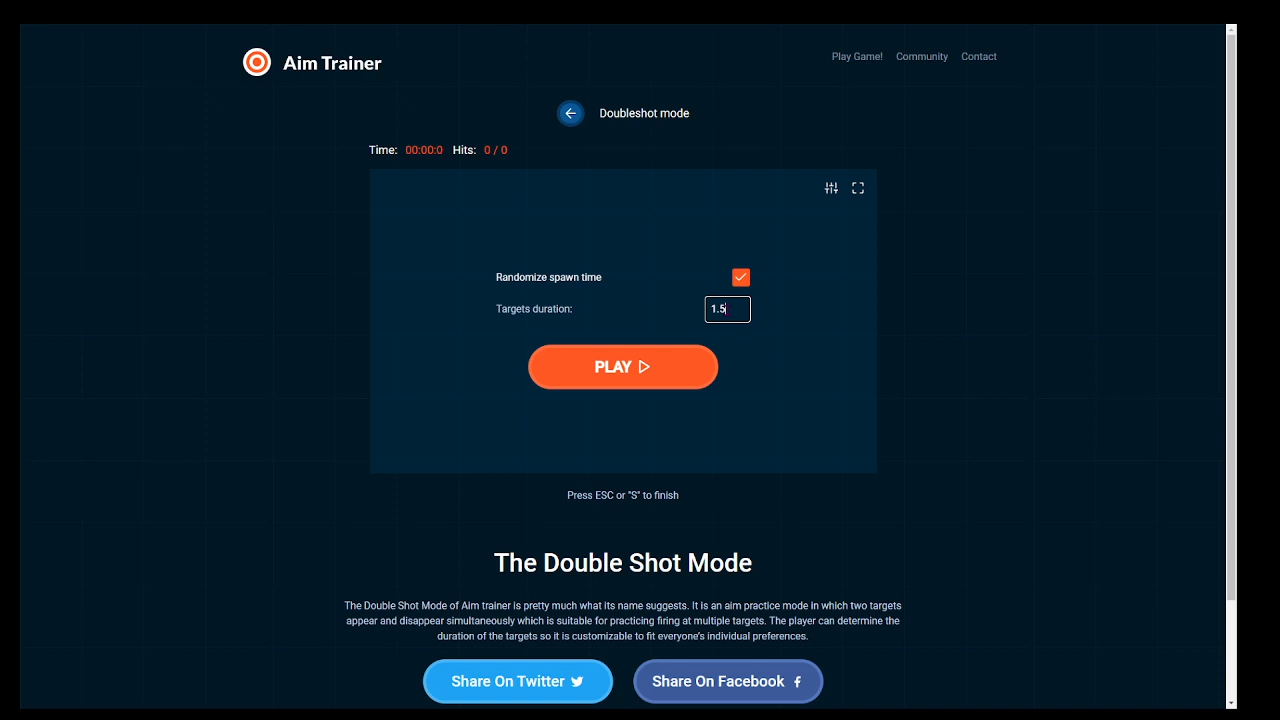 Aim Trainer
Play Game! Community Contact
Doubleshot mode
Time: 00:00:0 Hits: 0 / 0
Randomize spawn time
Targets duration: 1.5
PLAY
Press ESC or "S" to finish
The Double Shot Mode
The Double Shot Mode of Aim trainer is pretty much what its name suggests. It is an aim practice mode in which two targets
appear and disappear simultaneously which is suitable for practicing firing at multiple targets. The player can determine the
duration of the targets so it is customizable to fit everyone's individual preferences.
Share On Twitter Share On Facebook